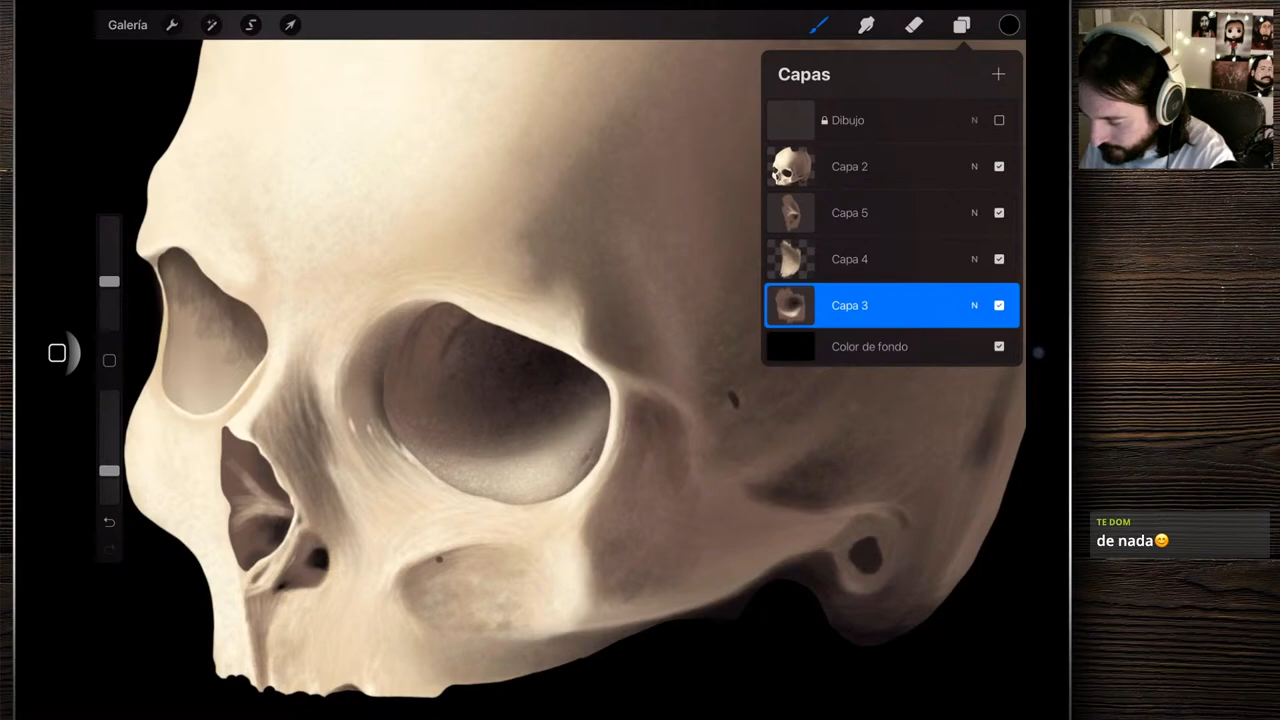 Galería
Capas
Dibujo N
Capa 2 N
Capa 5 N
Capa 4 N
Capa 3 N
Color de fondo
TE DOM
de nada😊